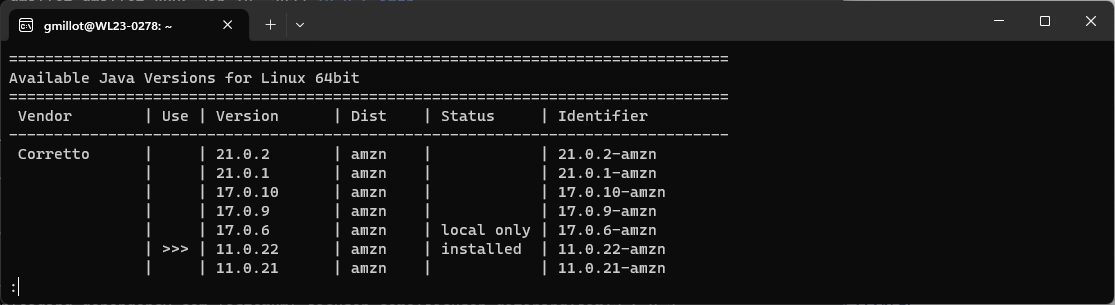 gmillot@WL23-0278: ~
================================================================================
Available Java Versions for Linux 64bit
================================================================================
 Vendor        | Use | Version      | Dist    | Status     | Identifier
--------------------------------------------------------------------------------
 Corretto      |     | 21.0.2       | amzn    |            | 21.0.2-amzn
               |     | 21.0.1       | amzn    |            | 21.0.1-amzn
               |     | 17.0.10      | amzn    |            | 17.0.10-amzn
               |     | 17.0.9       | amzn    |            | 17.0.9-amzn
               |     | 17.0.6       | amzn    | local only | 17.0.6-amzn
               | >>> | 11.0.22      | amzn    | installed  | 11.0.22-amzn
               |     | 11.0.21      | amzn    |            | 11.0.21-amzn
: